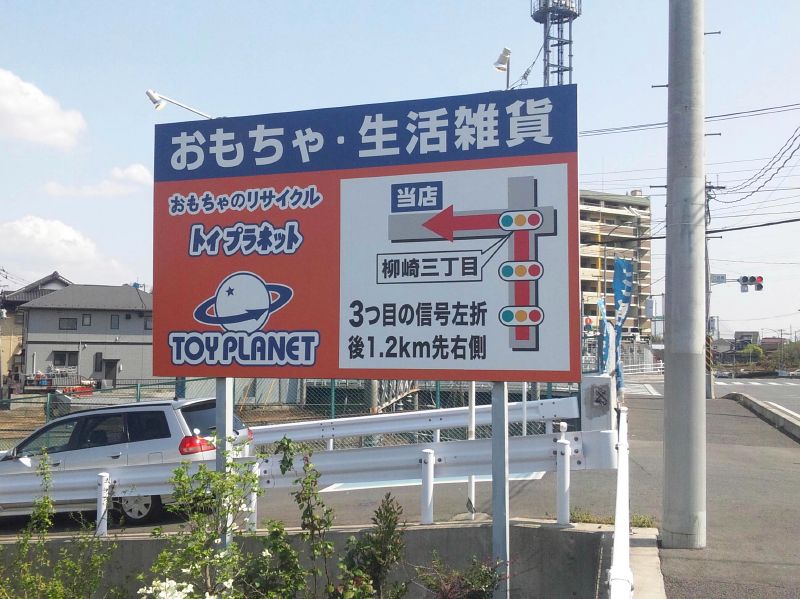 おもちゃ・生活雑貨
おもちゃのリサイクル
トイプラネット
TOY PLANET
当店
柳崎三丁目
3つ目の信号左折
後1.2km先右側